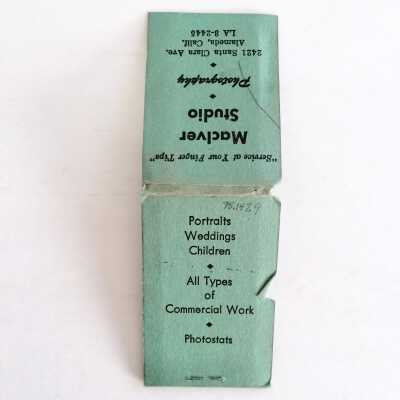 "Service at Your Finger Tips"
MacIver
Studio
Photography
2421 Santa Clara Ave.
Alameda, Calif.
LA 3-2445
Portraits
Weddings
Children
All Types
of
Commercial Work
Photostats